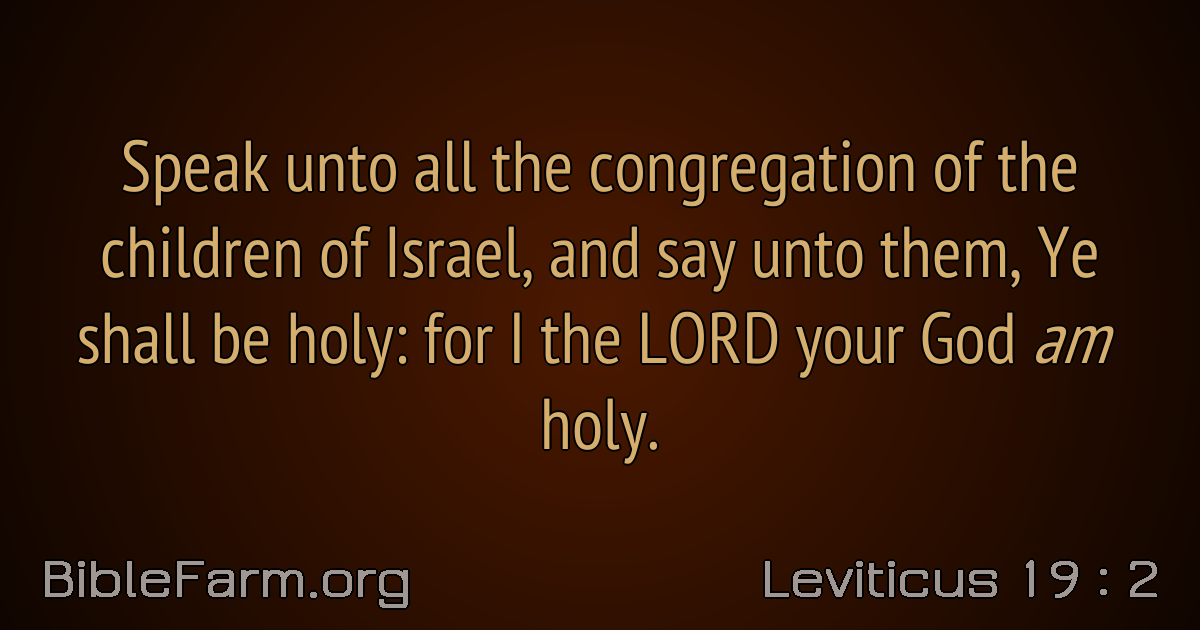 Speak unto all the congregation of the
children of Israel, and say unto them, Ye
shall be holy: for I the LORD your God am
holy.
BibleFarm.org
Leviticus 19 : 2